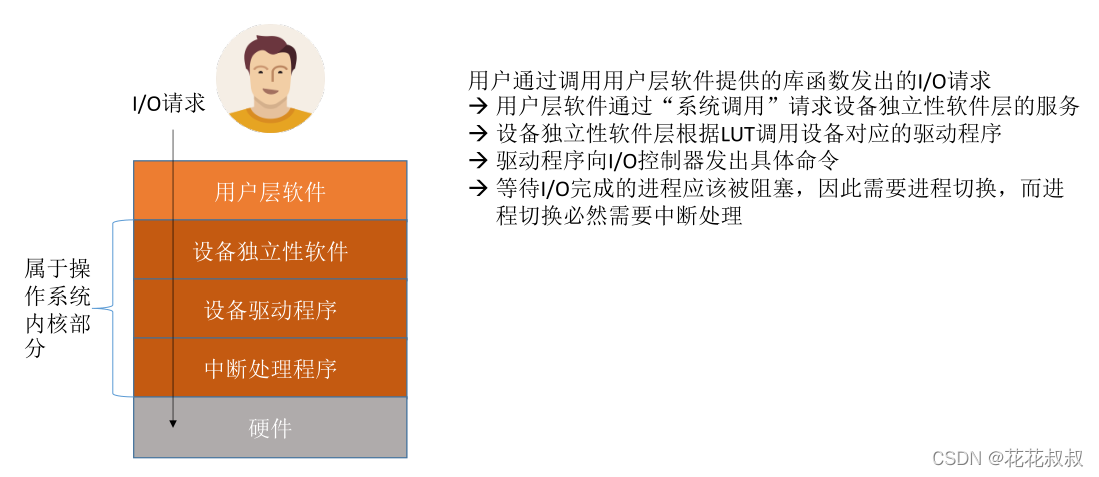 I/O请求
用户层软件
设备独立性软件
设备驱动程序
中断处理程序
硬件
属于操
作系统
内核部
分
用户通过调用用户层软件提供的库函数发出的I/O请求
→ 用户层软件通过“系统调用”请求设备独立性软件层的服务
→ 设备独立性软件层根据LUT调用设备对应的驱动程序
→ 驱动程序向I/O控制器发出具体命令
→ 等待I/O完成的进程应该被阻塞，因此需要进程切换，而进
程切换必然需要中断处理
CSDN @花花叔叔